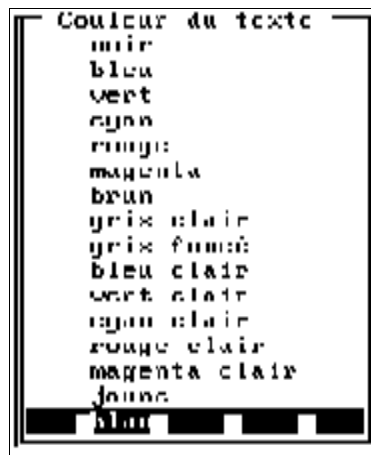 Couleur du texte
noir
bleu
vert
cyan
rouge
magenta
brun
gris clair
gris fumé
bleu clair
vert clair
cyan clair
rouge clair
magenta clair
jaune
blanc